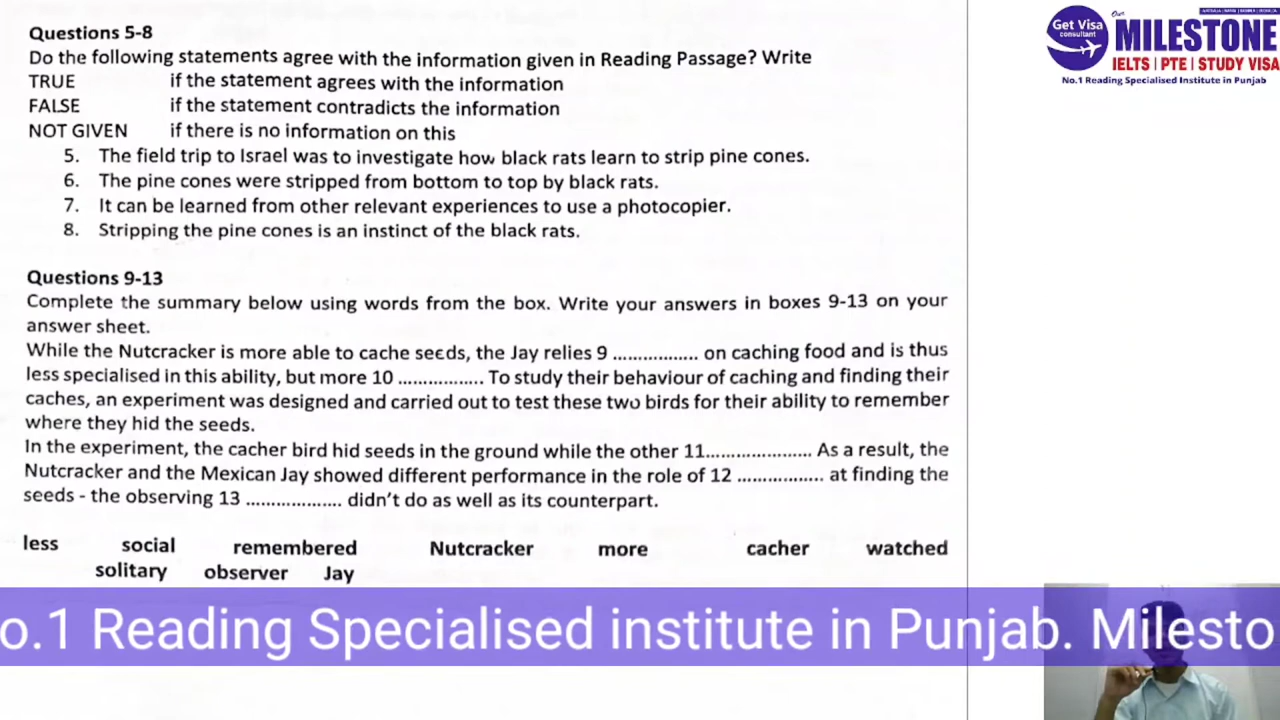 Questions 5-8
Do the following statements agree with the information given in Reading Passage? Write
TRUE if the statement agrees with the information
FALSE if the statement contradicts the information
NOT GIVEN if there is no information on this
5. The field trip to Israel was to investigate how black rats learn to strip pine cones.
6. The pine cones were stripped from bottom to top by black rats.
7. It can be learned from other relevant experiences to use a photocopier.
8. Stripping the pine cones is an instinct of the black rats.
Questions 9-13
Complete the summary below using words from the box. Write your answers in boxes 9-13 on your
answer sheet.
While the Nutcracker is more able to cache seeds, the Jay relies 9 ................. on caching food and is thus
less specialised in this ability, but more 10 ................. To study their behaviour of caching and finding their
caches, an experiment was designed and carried out to test these two birds for their ability to remember
where they hid the seeds.
In the experiment, the cacher bird hid seeds in the ground while the other 11..................... As a result, the
Nutcracker and the Mexican Jay showed different performance in the role of 12 ................. at finding the
seeds - the observing 13 ................... didn't do as well as its counterpart.
less social remembered Nutcracker more cacher watched
solitary observer Jay
Get Visa
consultant
Our
MILESTONE
IELTS | PTE | STUDY VISA
No.1 Reading Specialised Institute in Punjab
o.1 Reading Specialised institute in Punjab. Milesto